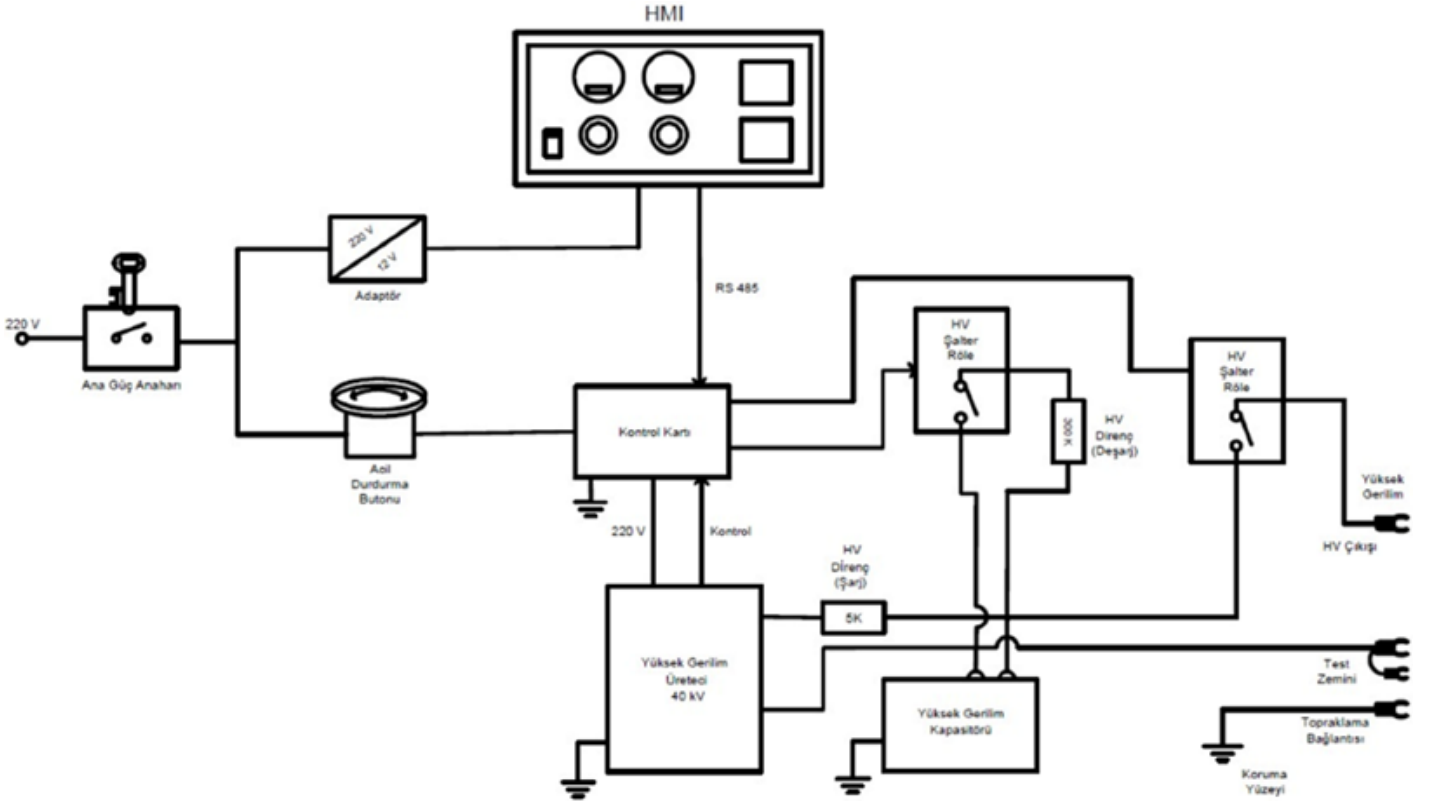 HMI
220 V
12 V
Adaptör
220 V
Ana Güç Anahan
RS 485
HV
Şalter
Röle
HV
Şalter
Röle
Kontrol Kartı
300 K
HV
Direnç
(Deşarj)
Acil
Durdurma
Butonu
Yüksek
Gerilim
HV Çıkışı
220 V
Kontrol
HV
Direnç
(Şarj)
5K
Yüksek Gerilim
Üreteci
40 kV
Test
Zemini
Yüksek Gerilim
Kapasitörü
Topraklama
Bağlantısı
Koruma
Yüzeyi